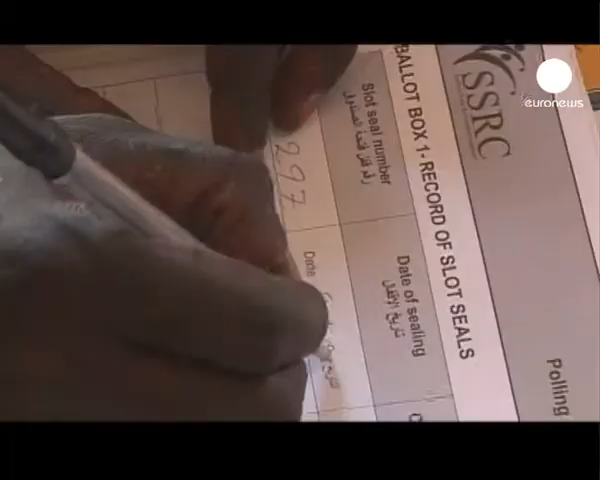 euronews
SSRC
Polling
BALLOT BOX 1- RECORD OF SLOT SEALS
Slot seal number
Date of sealing
تاريخ الإقفال
297
Date